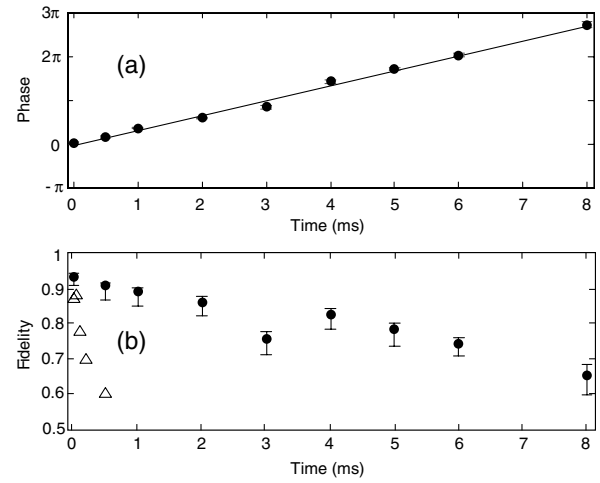 3π
2π
0
- π
Phase
(a)
0 1 2 3 4 5 6 7 8
Time (ms)
1
0.9
0.8
0.7
0.6
0.5
Fidelity
(b)
0 1 2 3 4 5 6 7 8
Time (ms)